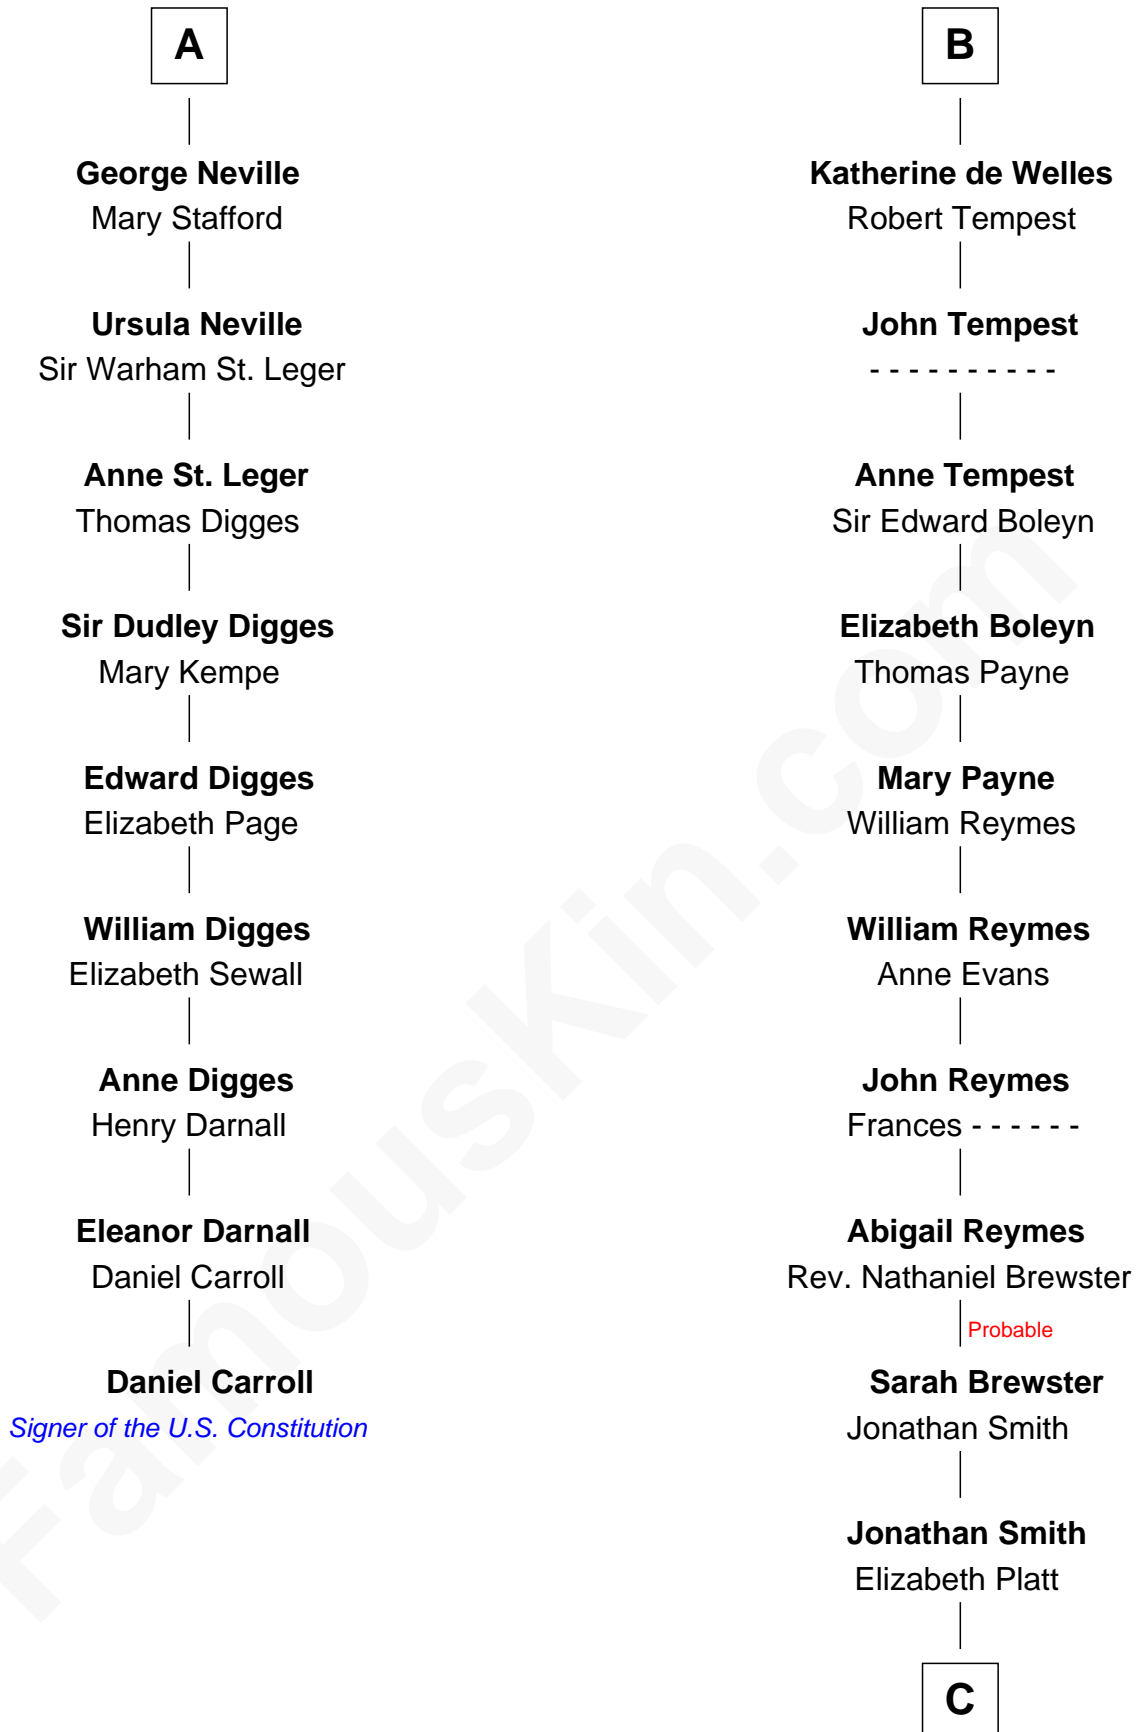 A
George Neville
Mary Stafford
Ursula Neville
Sir Warham St. Leger
Anne St. Leger
Thomas Digges
Sir Dudley Digges
Mary Kempe
Edward Digges
Elizabeth Page
William Digges
Elizabeth Sewall
Anne Digges
Henry Darnall
Eleanor Darnall
Daniel Carroll
Daniel Carroll
Signer of the U.S. Constitution
B
Katherine de Welles
Robert Tempest
John Tempest
- - - - - - - - - -
Anne Tempest
Sir Edward Boleyn
Elizabeth Boleyn
Thomas Payne
Mary Payne
William Reymes
William Reymes
Anne Evans
John Reymes
Frances - - - - - -
Abigail Reymes
Rev. Nathaniel Brewster
Probable
Sarah Brewster
Jonathan Smith
Jonathan Smith
Elizabeth Platt
C
FamousKin.com